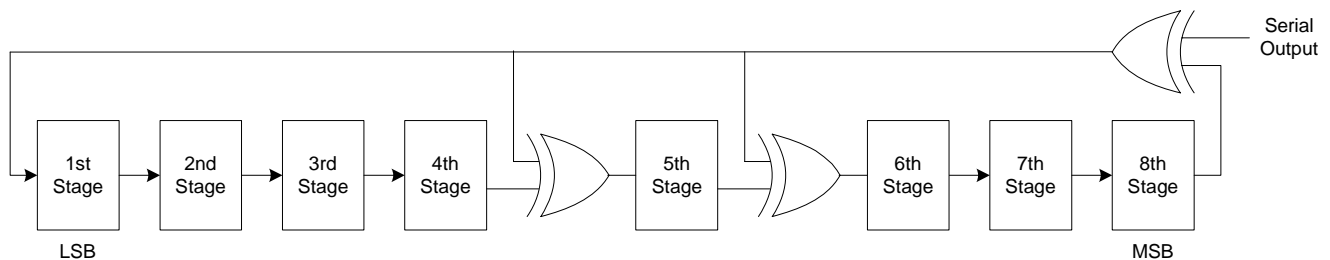 Serial
Output
1st
Stage
2nd
Stage
3rd
Stage
4th
Stage
5th
Stage
6th
Stage
7th
Stage
8th
Stage
LSB
MSB